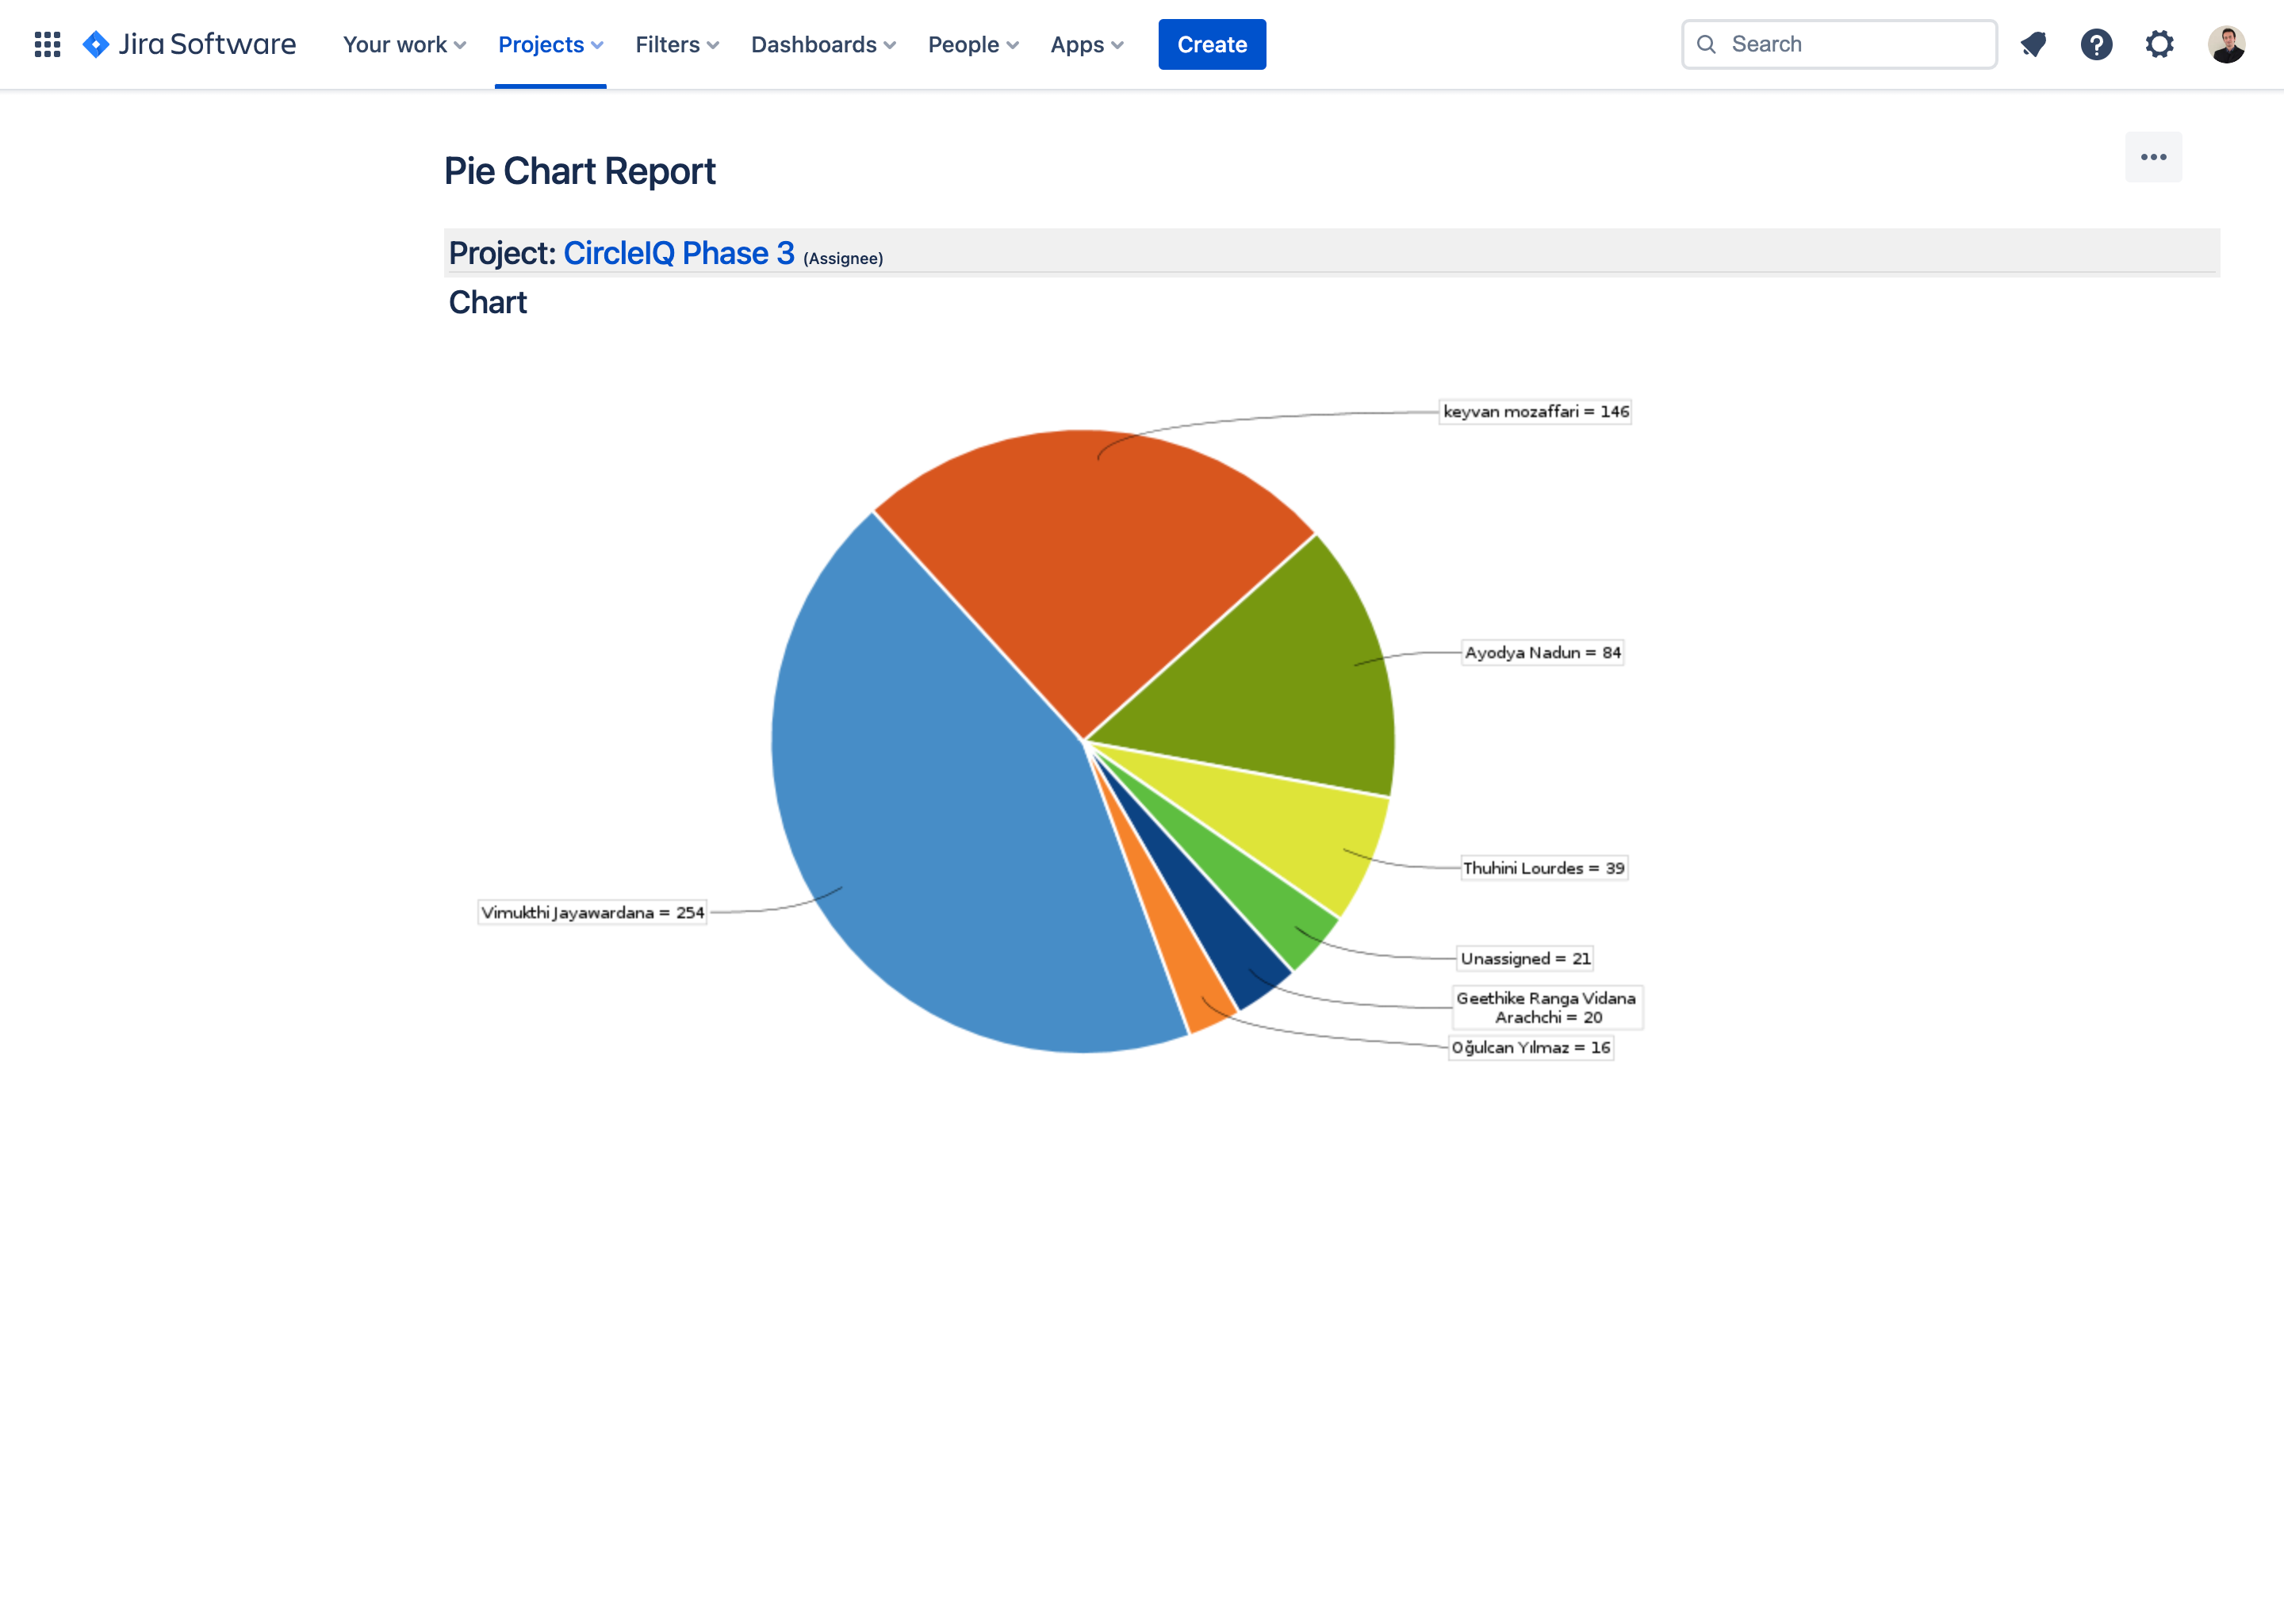 Jira Software Your work Projects Filters Dashboards People Apps Create Search
Pie Chart Report
Project: CircleIQ Phase 3 (Assignee)
Chart
keyvan mozaffari = 146
Ayodya Nadun = 84
Thuhini Lourdes = 39
Vimukthi Jayawardana = 254
Unassigned = 21
Geethike Ranga Vidana
Arachchi = 20
Oğulcan Yılmaz = 16